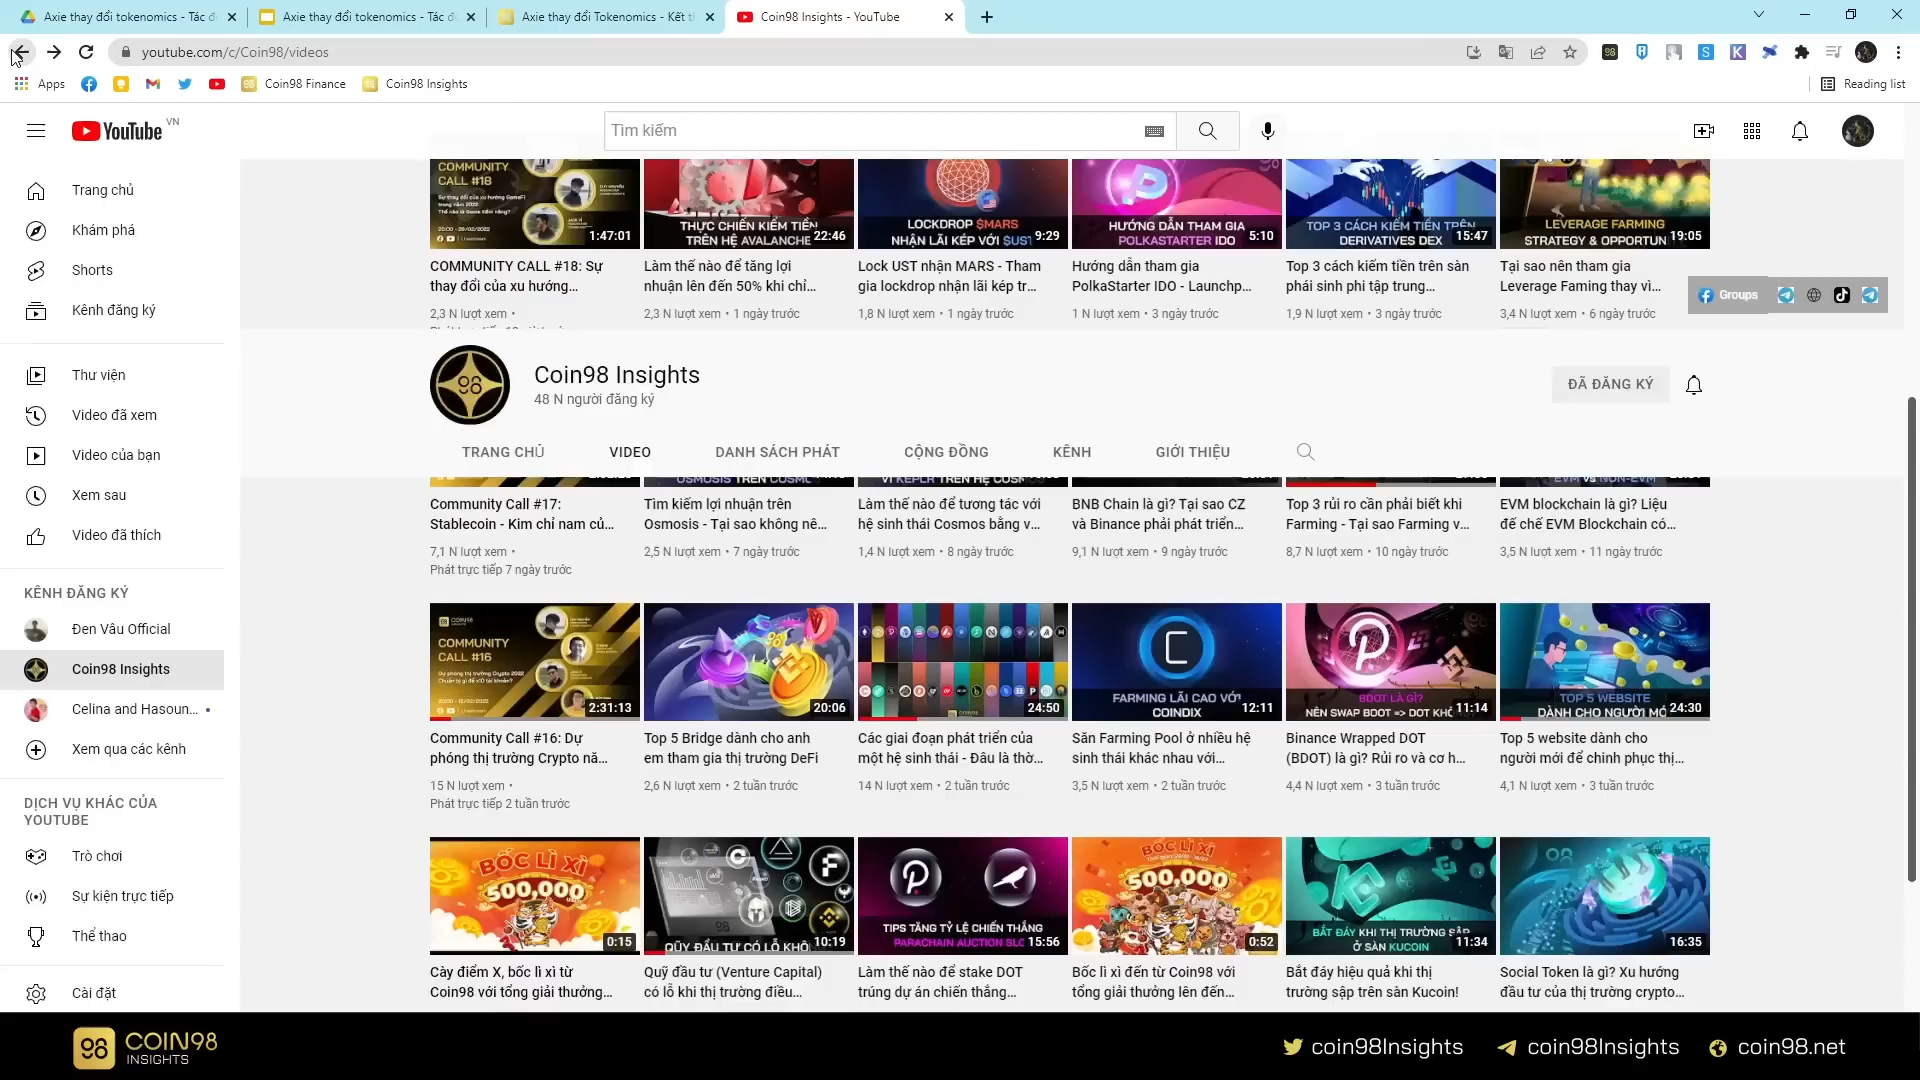 Axie thay đổi tokenomics - Tác đ
Axie thay đổi tokenomics - Tác đ
Axie thay đổi Tokenomics - Kết t
Coin98 Insights - YouTube
youtube.com/c/Coin98/videos
Apps
Coin98 Finance
Coin98 Insights
Reading list
YouTube VN
Tìm kiếm
Trang chủ
Khám phá
Shorts
Kênh đăng ký
Thư viện
Video đã xem
Video của bạn
Xem sau
Video đã thích
KÊNH ĐĂNG KÝ
Đen Vâu Official
Coin98 Insights
Celina and Hasoun...
Xem qua các kênh
DỊCH VỤ KHÁC CỦA
YOUTUBE
Trò chơi
Sự kiện trực tiếp
Thể thao
Cài đặt
COMMUNITY
CALL #18
1:47:01
THỰC CHIẾN KIẾM TIỀN
TRÊN HỆ AVALANCHE
22:46
LOCKDROP $MARS
NHẬN LÃI KÉP VỚI $UST
9:29
HƯỚNG DẪN THAM GIA
POLKASTARTER IDO
5:10
TOP 3 CÁCH KIẾM TIỀN TRÊN
DERIVATIVES DEX
15:47
LEVERAGE FARMING
STRATEGY & OPPORTUN
19:05
COMMUNITY CALL #18: Sự
thay đổi của xu hướng...
2,3 N lượt xem •
Làm thế nào để tăng lợi
nhuận lên đến 50% khi chỉ...
2,3 N lượt xem • 1 ngày trước
Lock UST nhận MARS - Tham
gia lockdrop nhận lãi kép tr...
1,8 N lượt xem • 1 ngày trước
Hướng dẫn tham gia
PolkaStarter IDO - Launchp...
1 N lượt xem • 3 ngày trước
Top 3 cách kiếm tiền trên sàn
phái sinh phi tập trung...
1,9 N lượt xem • 3 ngày trước
Tại sao nên tham gia
Leverage Faming thay vì...
3,4 N lượt xem • 6 ngày trước
Groups
Coin98 Insights
48 N người đăng ký
ĐÃ ĐĂNG KÝ
TRANG CHỦ
VIDEO
DANH SÁCH PHÁT
CỘNG ĐỒNG
KÊNH
GIỚI THIỆU
Community Call #17:
Stablecoin - Kim chỉ nam củ...
7,1 N lượt xem •
Phát trực tiếp 7 ngày trước
Tìm kiếm lợi nhuận trên
Osmosis - Tại sao không nê...
2,5 N lượt xem • 7 ngày trước
Làm thế nào để tương tác với
hệ sinh thái Cosmos bằng v...
1,4 N lượt xem • 8 ngày trước
BNB Chain là gì? Tại sao CZ
và Binance phải phát triển...
9,1 N lượt xem • 9 ngày trước
Top 3 rủi ro cần phải biết khi
Farming - Tại sao Farming v...
8,7 N lượt xem • 10 ngày trước
EVM blockchain là gì? Liệu
đế chế EVM Blockchain có...
3,5 N lượt xem • 11 ngày trước
COMMUNITY
CALL #16
2:31:13
20:06
24:50
FARMING LÃI CAO VỚI
COINDIX
12:11
BDOT LÀ GÌ?
NÊN SWAP BDOT => DOT KHÔ
11:14
TOP 5 WEBSITE
DÀNH CHO NGƯỜI MỚ
24:30
Community Call #16: Dự
phóng thị trường Crypto nă...
15 N lượt xem •
Phát trực tiếp 2 tuần trước
Top 5 Bridge dành cho anh
em tham gia thị trường DeFi
2,6 N lượt xem • 2 tuần trước
Các giai đoạn phát triển của
một hệ sinh thái - Đâu là thờ...
14 N lượt xem • 2 tuần trước
Săn Farming Pool ở nhiều hệ
sinh thái khác nhau với...
3,5 N lượt xem • 2 tuần trước
Binance Wrapped DOT
(BDOT) là gì? Rủi ro và cơ h...
4,4 N lượt xem • 3 tuần trước
Top 5 website dành cho
người mới để chinh phục thị...
4,1 N lượt xem • 3 tuần trước
BỐC LÌ XÌ
500,000
0:15
QUỸ ĐẦU TƯ CÓ LỖ KHÔ
10:19
TIPS TĂNG TỶ LỆ CHIẾN THẮNG
PARACHAIN AUCTION SLO
15:56
BỐC LÌ XÌ
500,000
0:52
BẮT ĐÁY KHI THỊ TRƯỜNG SẬP
Ở SÀN KUCOIN
11:34
16:35
Cày điểm X, bốc lì xì từ
Coin98 với tổng giải thưởng...
Quỹ đầu tư (Venture Capital)
có lỗ khi thị trường điều...
Làm thế nào để stake DOT
trúng dự án chiến thắng...
Bốc lì xì đến từ Coin98 với
tổng giải thưởng lên đến...
Bắt đáy hiệu quả khi thị
trường sập trên sàn Kucoin!
Social Token là gì? Xu hướng
đầu tư của thị trường crypto...
COIN98
INSIGHTS
coin98Insights
coin98Insights
coin98.net